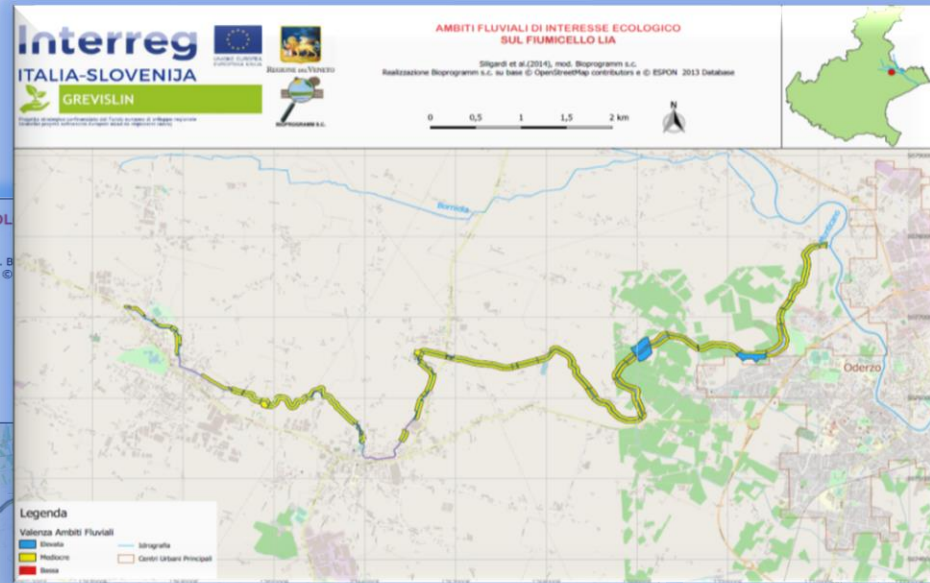 Interreg
ITALIA-SLOVENIJA
GREVISLIN
REGIONE DEL VENETO
BIOPROGRAMM S.C.
AMBITI FLUVIALI DI INTERESSE ECOLOGICO
SUL FIUMICELLO LIA
Siligardi et al.(2014), mod. Bioprogramm s.c.
Realizzazione Bioprogramm s.c. su base © OpenStreetMap contributors e © ESPON 2013 Database
0 0,5 1 1,5 2 km
N
Oderzo
Legenda
Valenza Ambiti Fluviali
Elevata
Mediocre
Bassa
Idrografia
Centri Urbani Principali